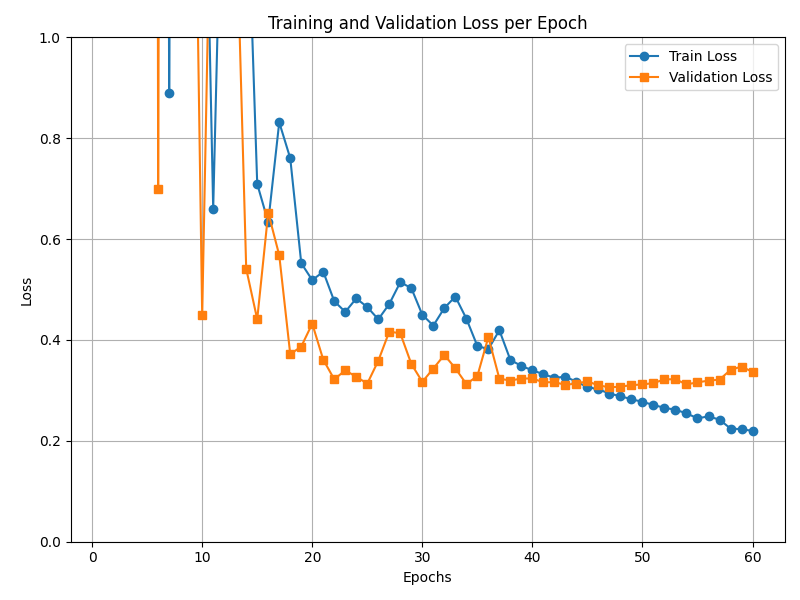 Training and Validation Loss per Epoch
Train Loss
Validation Loss
1.0
0.8
0.6
0.4
0.2
0.0
Loss
0 10 20 30 40 50 60
Epochs